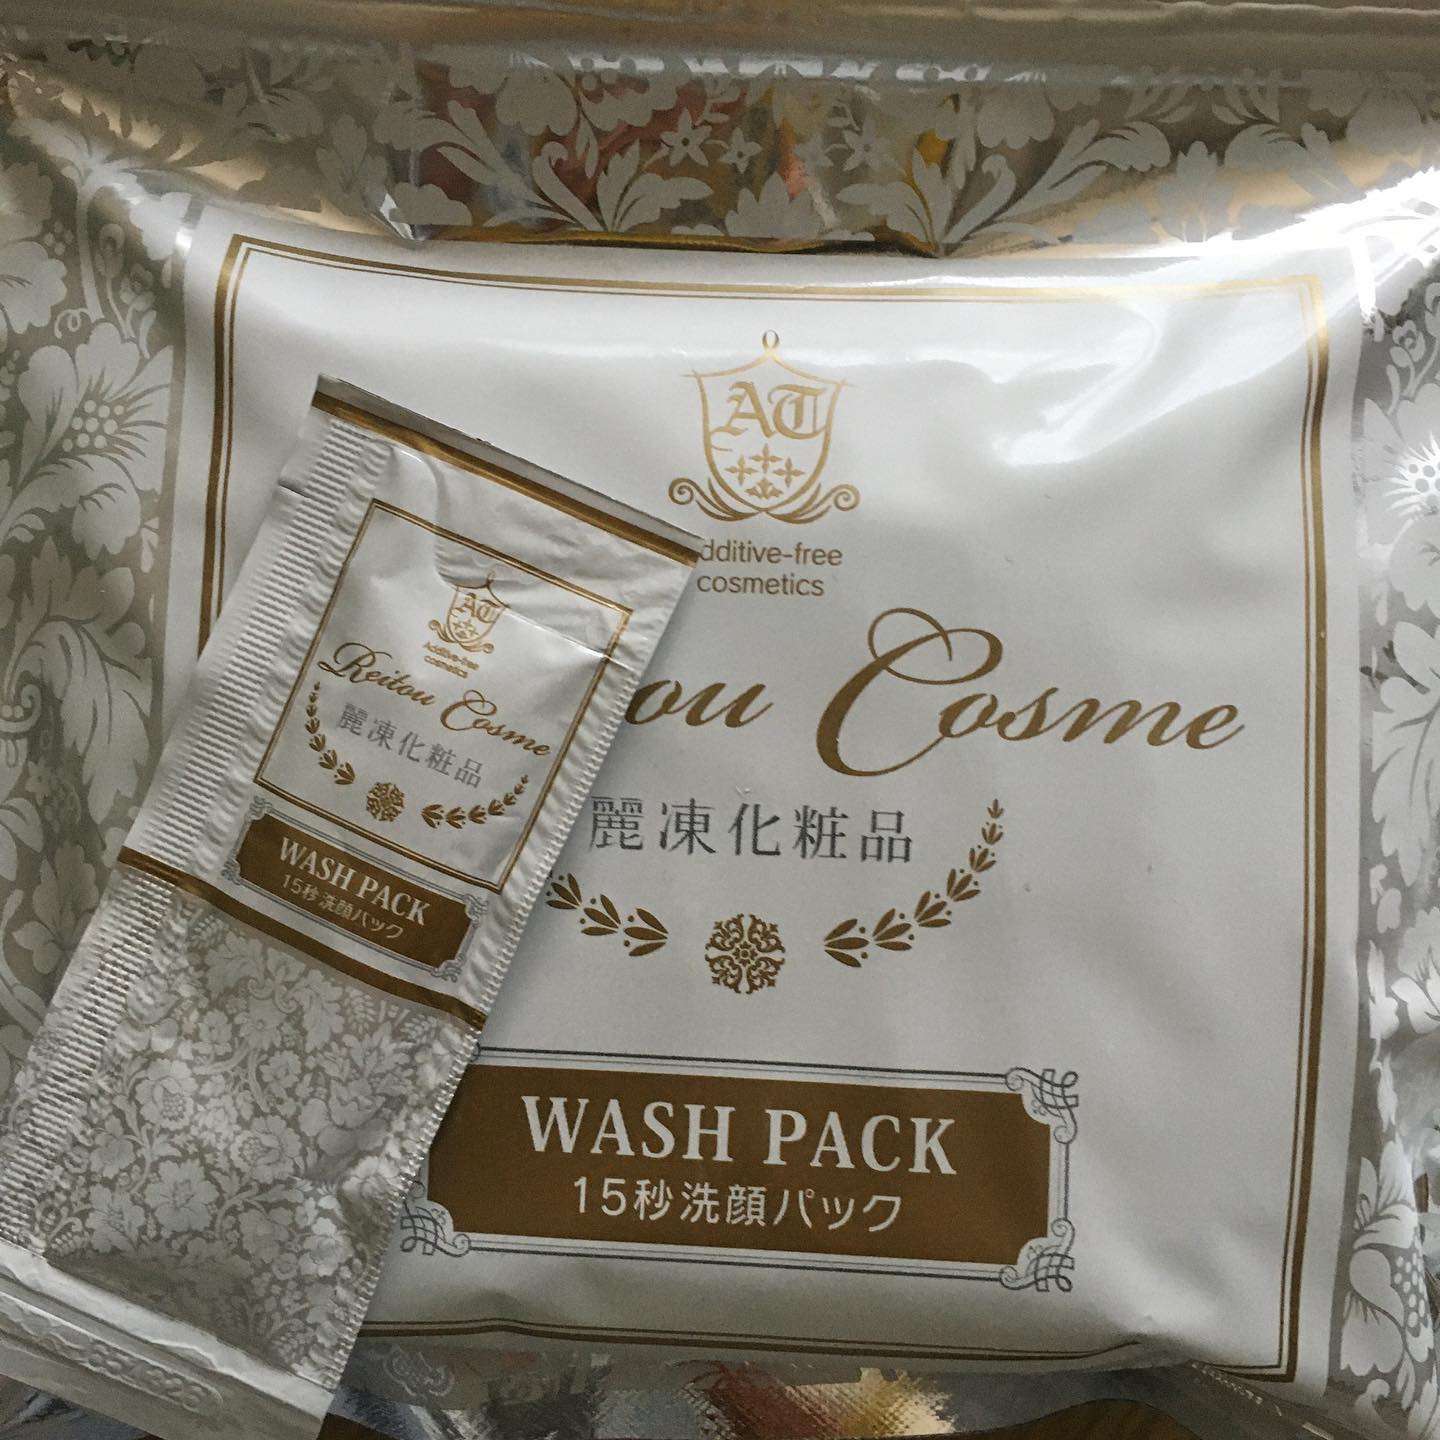 AT
dditive-free
cosmetics
ou Cosme
麗凍化粧品
WASH PACK
15秒洗顔パック
AT
Additive-free
cosmetics
Reitou Cosme
麗凍化粧品
WASH PACK
15秒洗顔パック